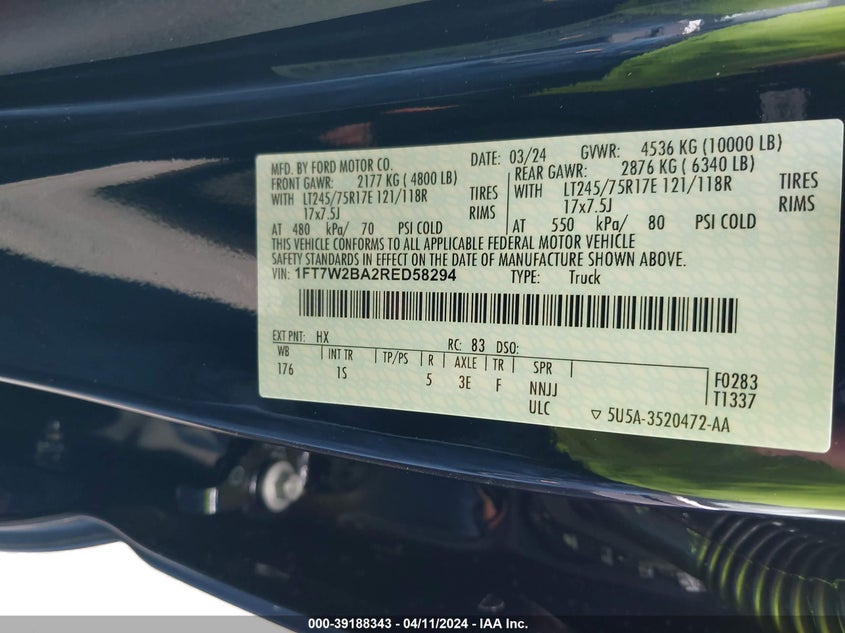 MFD. BY FORD MOTOR CO. DATE: 03/24 GVWR: 4536 KG (10000 LB)
FRONT GAWR: 2177 KG ( 4800 LB) REAR GAWR: 2876 KG ( 6340 LB)
WITH LT245/75R17E 121/118R TIRES WITH LT245/75R17E 121/118R TIRES
17x7.5J RIMS 17x7.5J RIMS
AT 480 kPa/ 70 PSI COLD AT 550 kPa/ 80 PSI COLD
THIS VEHICLE CONFORMS TO ALL APPLICABLE FEDERAL MOTOR VEHICLE
SAFETY STANDARDS IN EFFECT ON THE DATE OF MANUFACTURE SHOWN ABOVE.
VIN: 1FT7W2BA2RED58294 TYPE: Truck
EXT PNT: HX RC: 83 DSO:
WB INT TR TP/PS R AXLE TR SPR
176 1S 5 3E F NNJJ F0283
ULC T1337
▽ 5U5A-3520472-AA
000-39188343 / 04/11/2024 - IAA Inc.